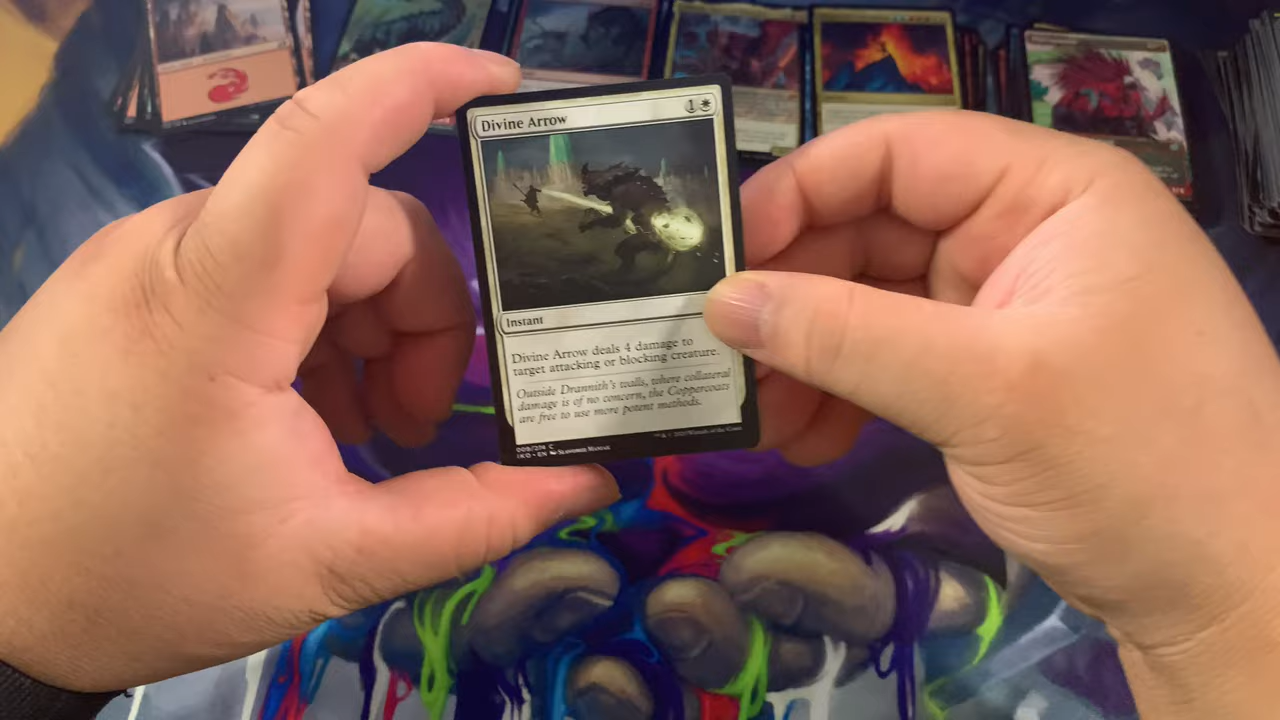 Divine Arrow 1
Instant
Divine Arrow deals 4 damage to
target attacking or blocking creature.
Outside Drannith's walls, where collateral
damage is of no concern, the Coppercoats
are free to use more potent methods.
C
IKO • EN